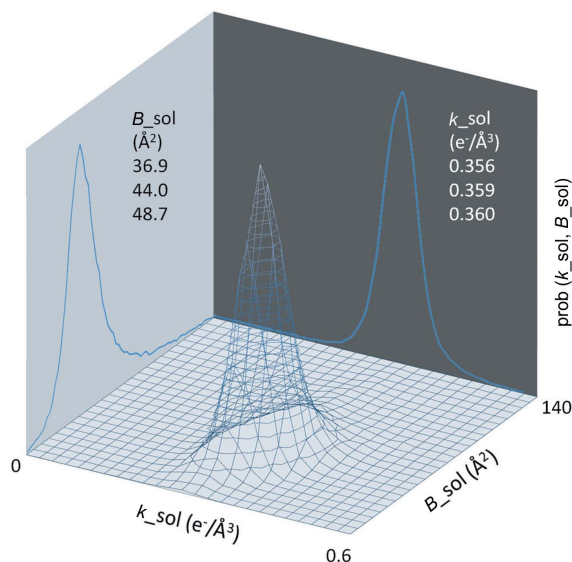 B_sol
(Å²)
36.9
44.0
48.7
k_sol
(e⁻/Å³)
0.356
0.359
0.360
prob (k_sol, B_sol)
0
k_sol (e⁻/Å³)
0.6
B_sol (Å²)
140